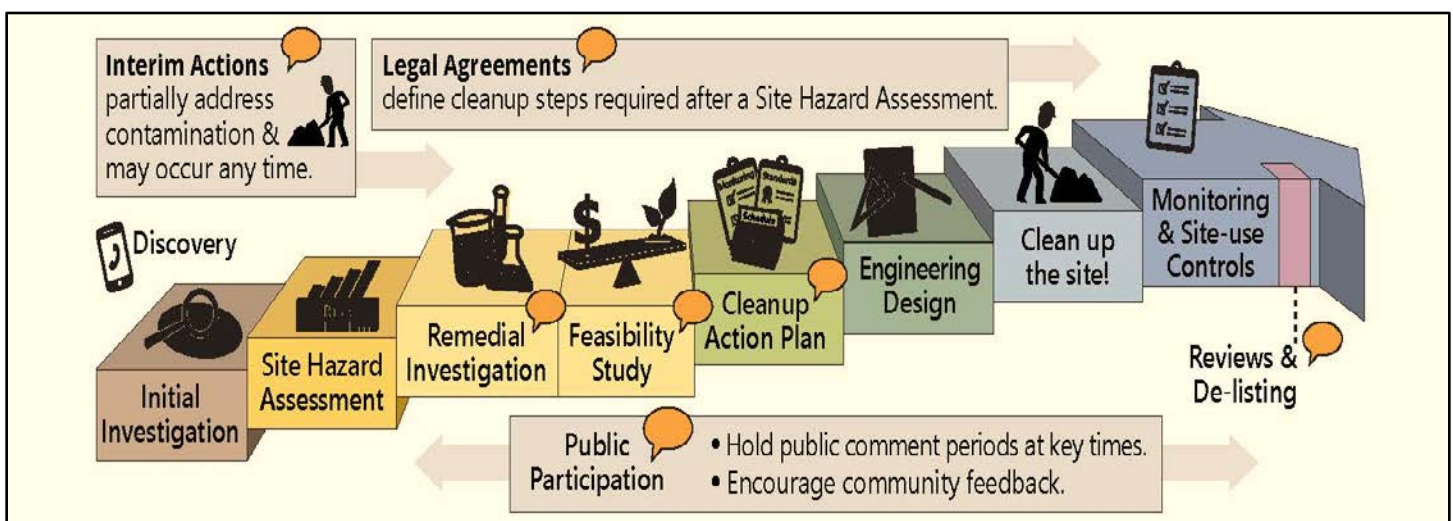 Interim Actions
partially address
contamination &
may occur any time.
Legal Agreements
define cleanup steps required after a Site Hazard Assessment.
Discovery
Initial
Investigation
Site Hazard
Assessment
Remedial
Investigation
$
Feasibility
Study
Monitoring
Standards
Schedule
Cleanup
Action Plan
Engineering
Design
Clean up
the site!
Monitoring
& Site-use
Controls
Reviews &
De-listing
Public
Participation
• Hold public comment periods at key times.
• Encourage community feedback.